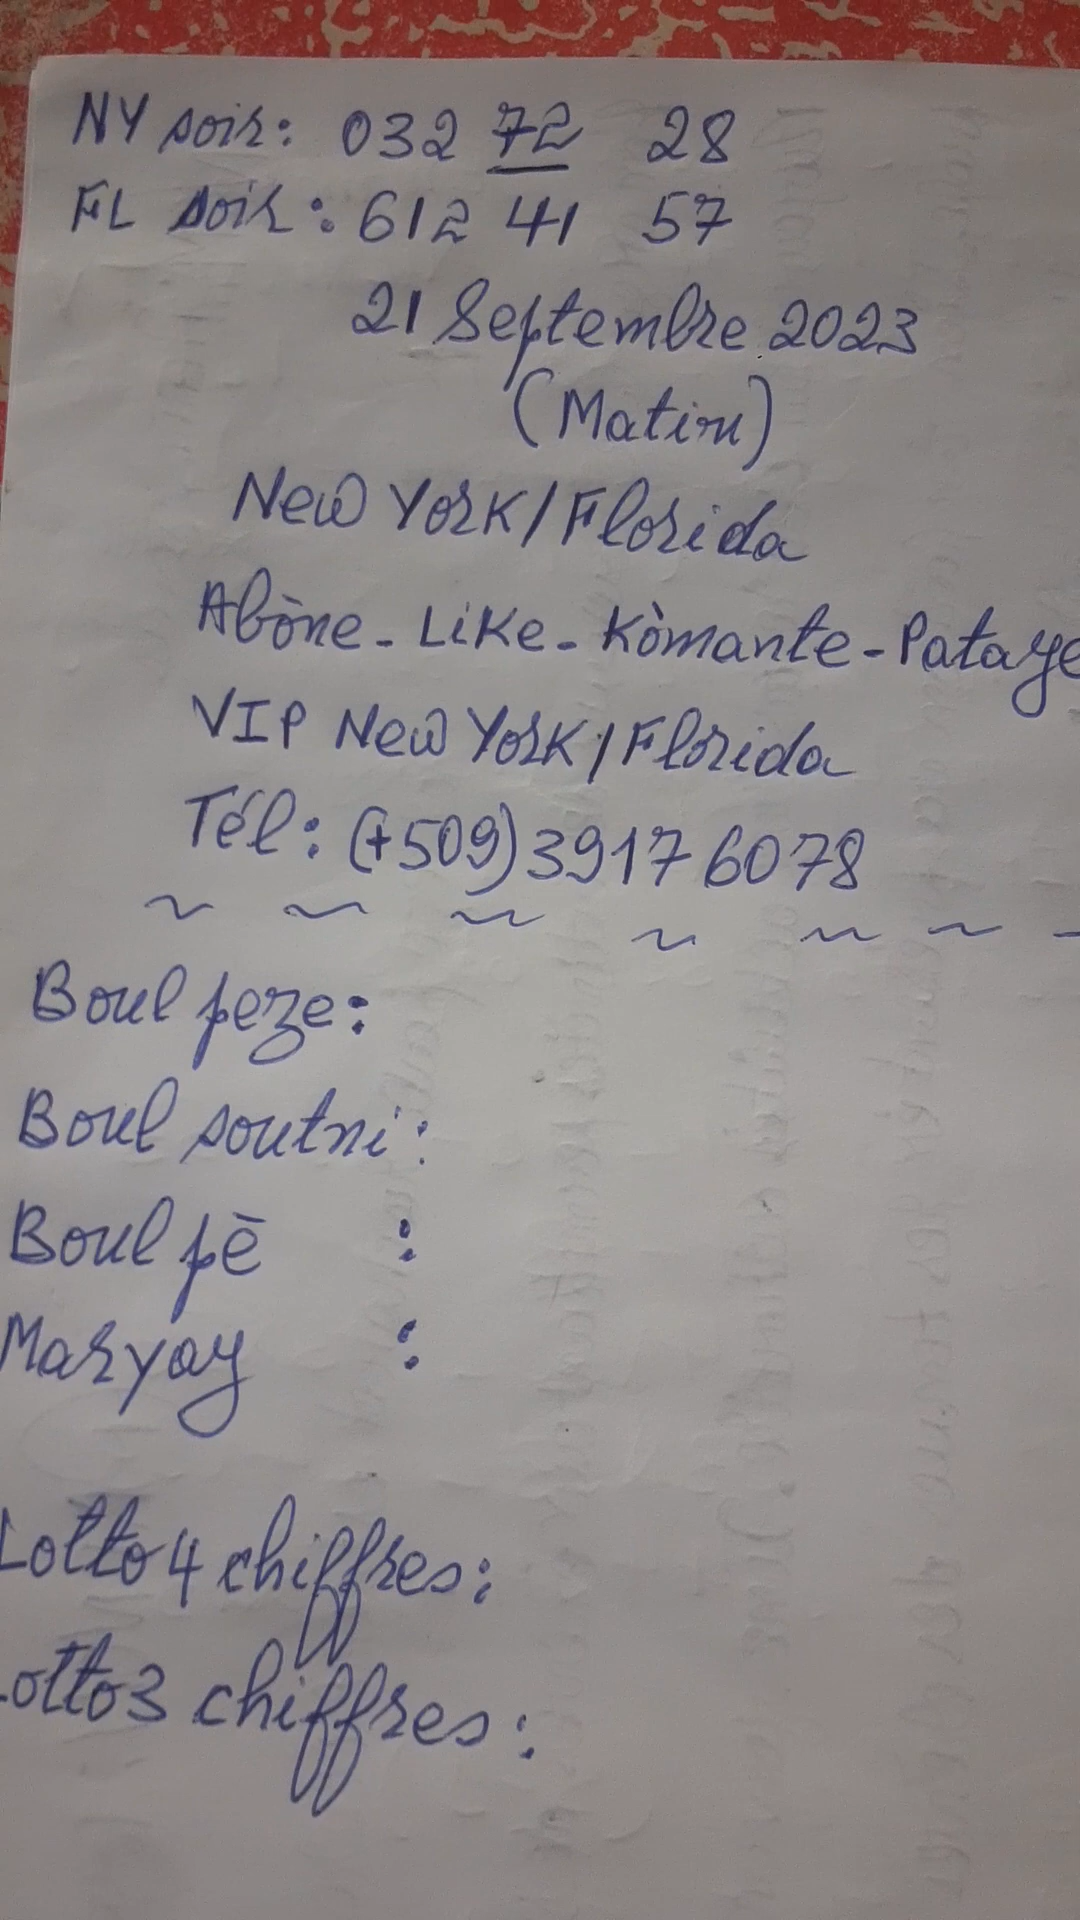 NY soir: 032 72 28
FL soir: 612 41 57
21 Septembre 2023
(Matin)
New York/Florida
Abòne - Like - Kòmante - Pataje
VIP New York/Florida
Tél: (+509) 3917 6078
~ ~ ~ ~ ~ ~ -
Boul peze:
Boul soutni:
Boul pè :
Maryaj :
Lotto 4 chiffres:
Lotto 3 chiffres: